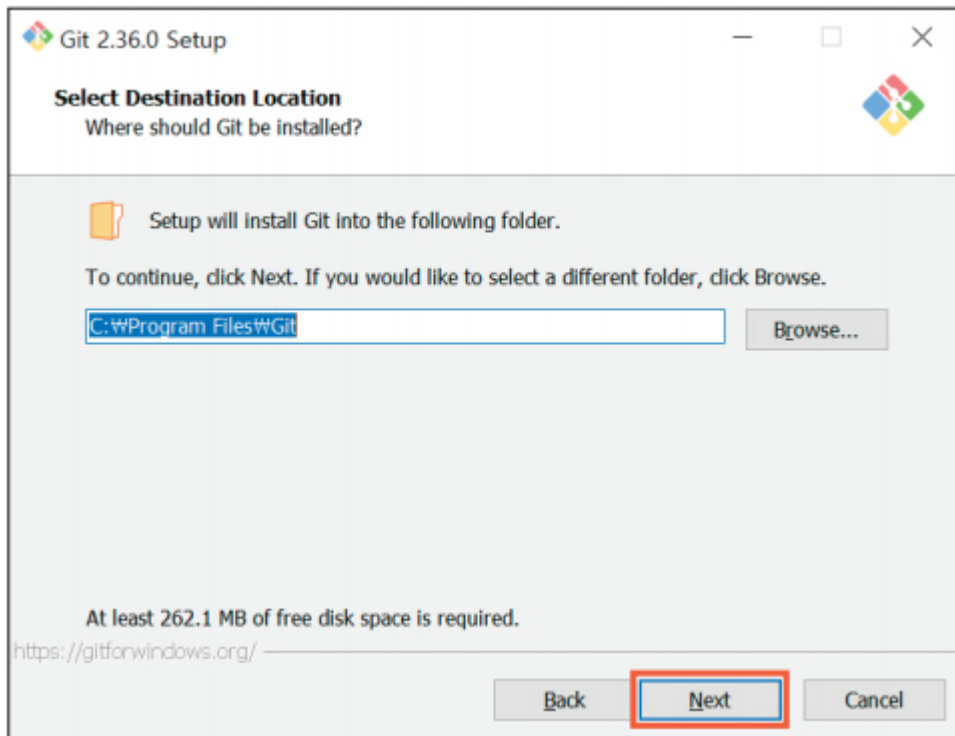 Git 2.36.0 Setup
Select Destination Location
Where should Git be installed?
Setup will install Git into the following folder.
To continue, click Next. If you would like to select a different folder, click Browse.
C:₩Program Files₩Git
Browse...
At least 262.1 MB of free disk space is required.
https://gitforwindows.org/
Back Next Cancel